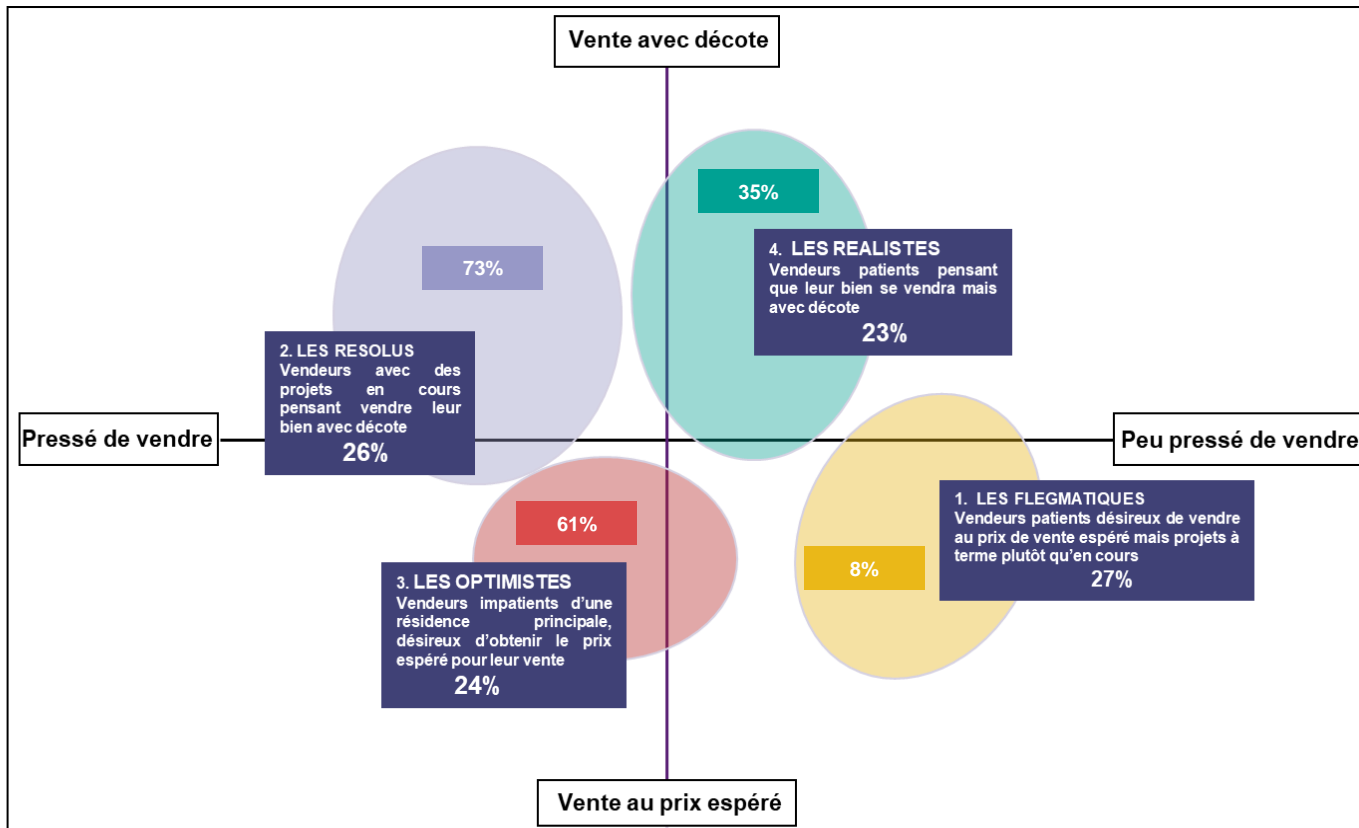 Vente avec décote
35%
4. LES REALISTES
Vendeurs patients pensant
que leur bien se vendra mais
avec décote
23%
73%
2. LES RESOLUS
Vendeurs avec des
projets en cours
pensant vendre leur
bien avec décote
26%
Pressé de vendre
Peu pressé de vendre
61%
3. LES OPTIMISTES
Vendeurs impatients d’une
résidence principale,
désireux d’obtenir le prix
espéré pour leur vente
24%
8%
1. LES FLEGMATIQUES
Vendeurs patients désireux de vendre
au prix de vente espéré mais projets à
terme plutôt qu’en cours
27%
Vente au prix espéré